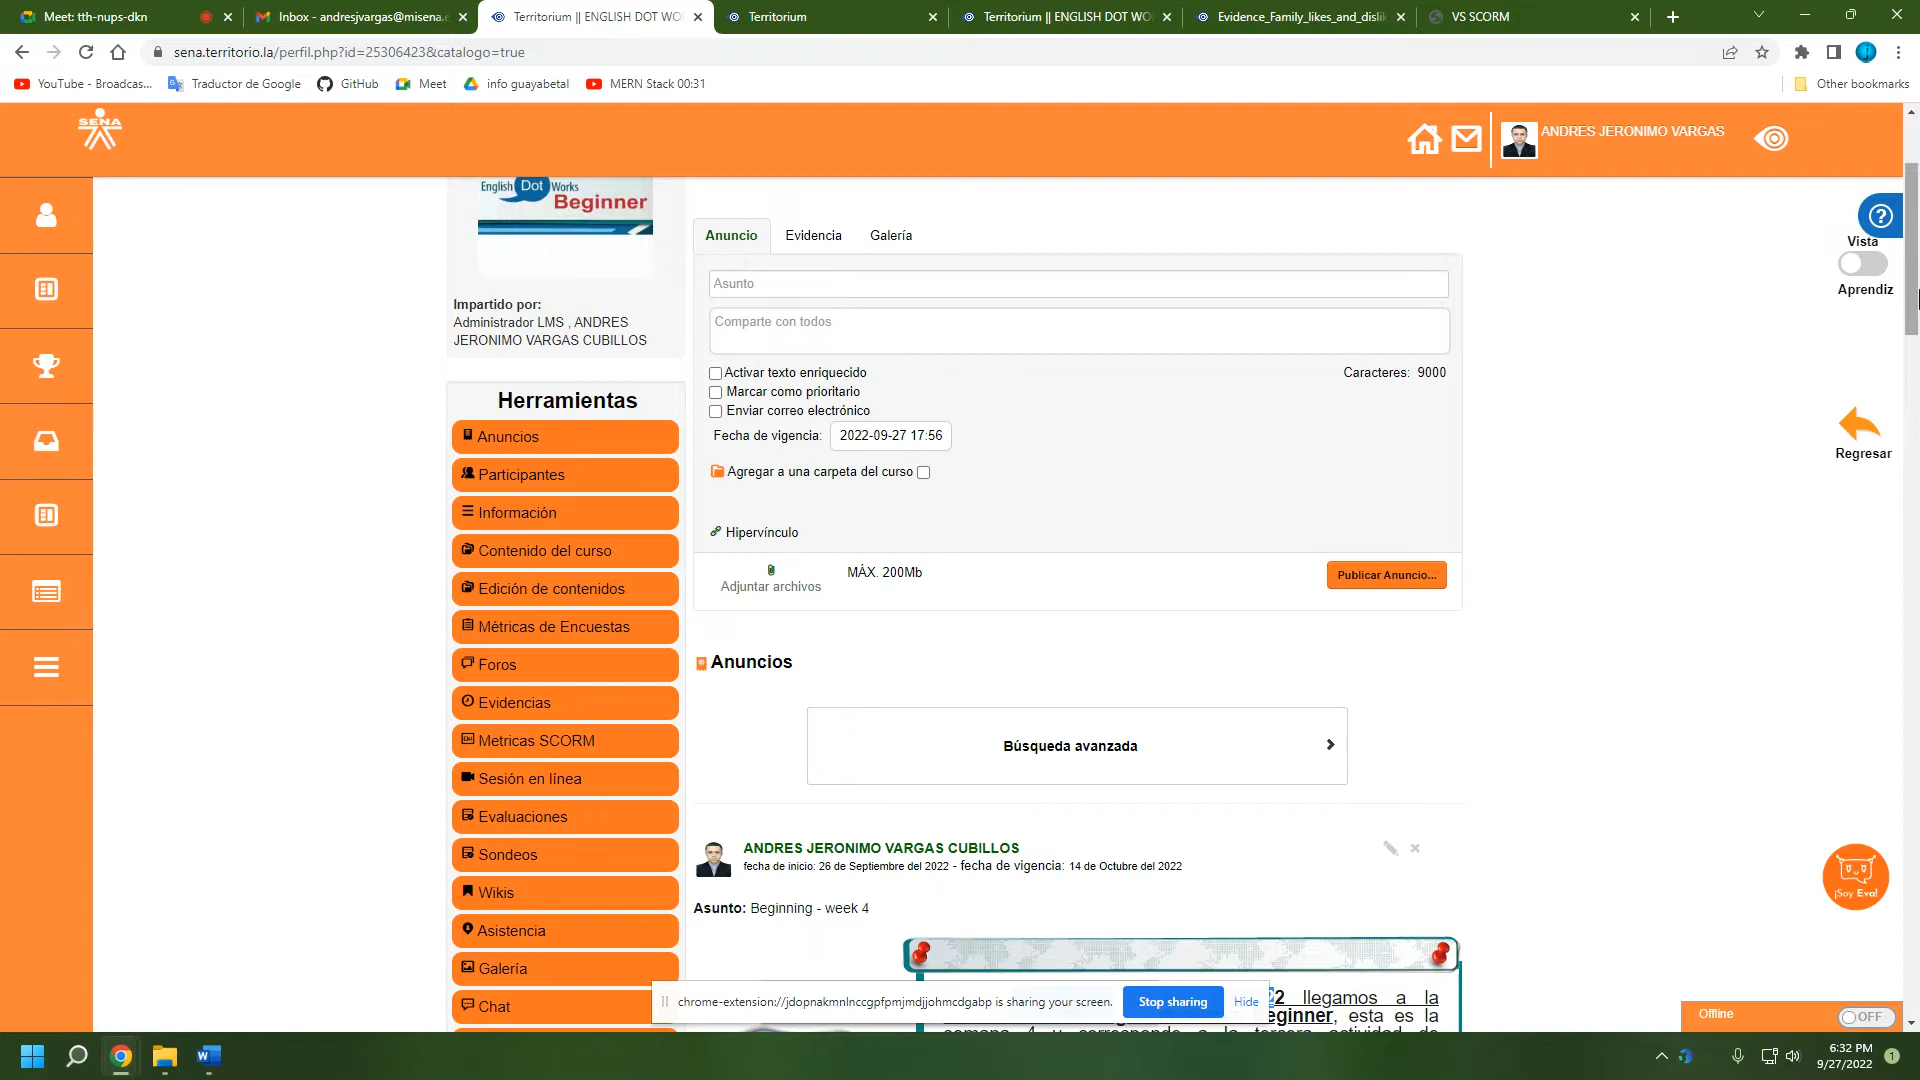 Meet: tth-nups-dkn
Inbox - andresjvargas@misena.e
Territorium || ENGLISH DOT WO
Territorium
Territorium || ENGLISH DOT WO
Evidence_Family_likes_and_dislik
VS SCORM
sena.territorio.la/perfil.php?id=25306423&catalogo=true
YouTube - Broadcas...
Traductor de Google
GitHub
Meet
info guayabetal
MERN Stack 00:31
Other bookmarks
SENA
ANDRES JERONIMO VARGAS
English Dot Works
Beginner
Impartido por:
Administrador LMS , ANDRES
JERONIMO VARGAS CUBILLOS
Herramientas
Anuncios
Participantes
Información
Contenido del curso
Edición de contenidos
Métricas de Encuestas
Foros
Evidencias
Metricas SCORM
Sesión en línea
Evaluaciones
Sondeos
Wikis
Asistencia
Galería
Chat
Anuncio
Evidencia
Galería
Asunto
Comparte con todos
Activar texto enriquecido
Caracteres: 9000
Marcar como prioritario
Enviar correo electrónico
Fecha de vigencia: 2022-09-27 17:56
Agregar a una carpeta del curso
Hipervínculo
Adjuntar archivos
MÁX. 200Mb
Publicar Anuncio...
Anuncios
Búsqueda avanzada
ANDRES JERONIMO VARGAS CUBILLOS
fecha de inicio: 26 de Septiembre del 2022 - fecha de vigencia: 14 de Octubre del 2022
Asunto: Beginning - week 4
22 llegamos a la
eginner, esta es la
Vista
Aprendiz
Regresar
¡Soy Eva!
chrome-extension://jdopnakmnlnccgpfpmjmdjjohmcdgabp is sharing your screen.
Stop sharing
Hide
Offline
OFF
6:32 PM
9/27/2022
1